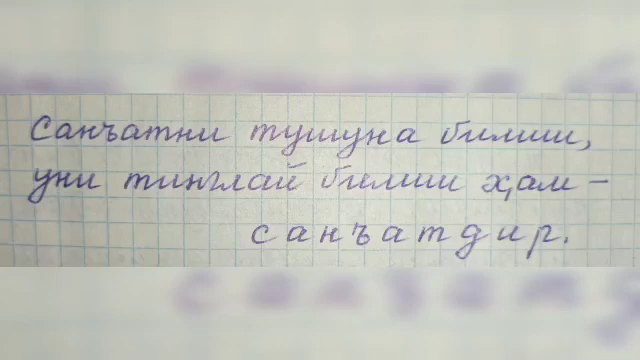 Санъатни тушуна билиш,
уни тинглай билиш ҳам –
санъатдир.